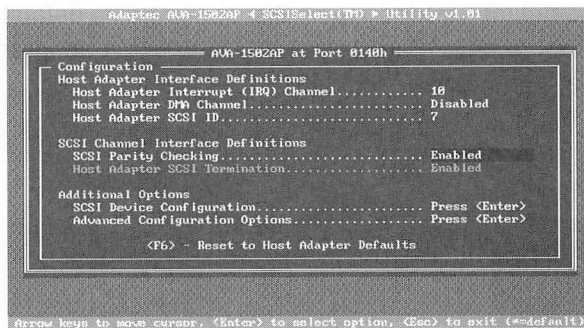 Adaptec AVA-1502AP ◄ SCSISelect(TM) ► Utility v1.01
AVA-1502AP at Port 0140h
Configuration
Host Adapter Interface Definitions
Host Adapter Interrupt (IRQ) Channel........... 10
Host Adapter DMA Channel....................... Disabled
Host Adapter SCSI ID........................... 7
SCSI Channel Interface Definitions
SCSI Parity Checking........................... Enabled
Host Adapter SCSI Termination.................. Enabled
Additional Options
SCSI Device Configuration...................... Press <Enter>
Advanced Configuration Options................. Press <Enter>
<F6> - Reset to Host Adapter Defaults
Arrow keys to move cursor, <Enter> to select option, <Esc> to exit (*=default)